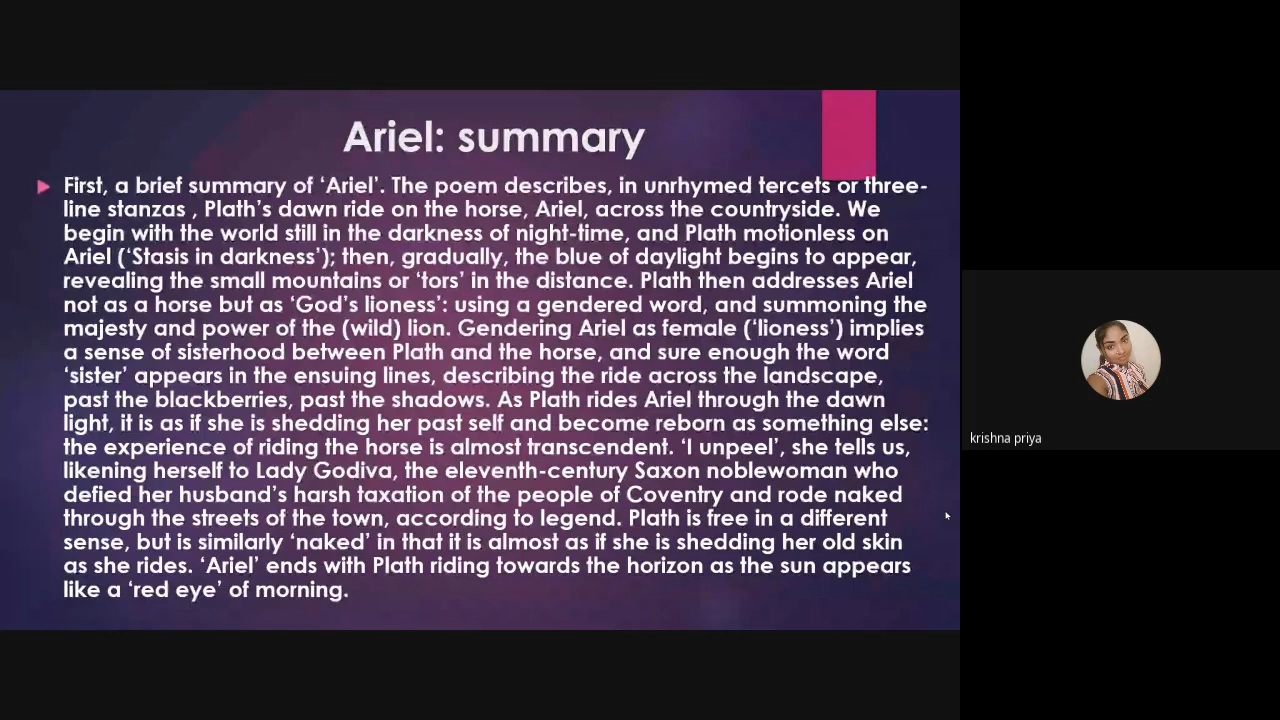 Ariel: summary
First, a brief summary of ‘Ariel’. The poem describes, in unrhymed tercets or three-
line stanzas , Plath’s dawn ride on the horse, Ariel, across the countryside. We
begin with the world still in the darkness of night-time, and Plath motionless on
Ariel (‘Stasis in darkness’); then, gradually, the blue of daylight begins to appear,
revealing the small mountains or ‘tors’ in the distance. Plath then addresses Ariel
not as a horse but as ‘God’s lioness’: using a gendered word, and summoning the
majesty and power of the (wild) lion. Gendering Ariel as female (‘lioness’) implies
a sense of sisterhood between Plath and the horse, and sure enough the word
‘sister’ appears in the ensuing lines, describing the ride across the landscape,
past the blackberries, past the shadows. As Plath rides Ariel through the dawn
light, it is as if she is shedding her past self and become reborn as something else:
the experience of riding the horse is almost transcendent. ‘I unpeel’, she tells us,
likening herself to Lady Godiva, the eleventh-century Saxon noblewoman who
defied her husband’s harsh taxation of the people of Coventry and rode naked
through the streets of the town, according to legend. Plath is free in a different
sense, but is similarly ‘naked’ in that it is almost as if she is shedding her old skin
as she rides. ‘Ariel’ ends with Plath riding towards the horizon as the sun appears
like a ‘red eye’ of morning.
krishna priya